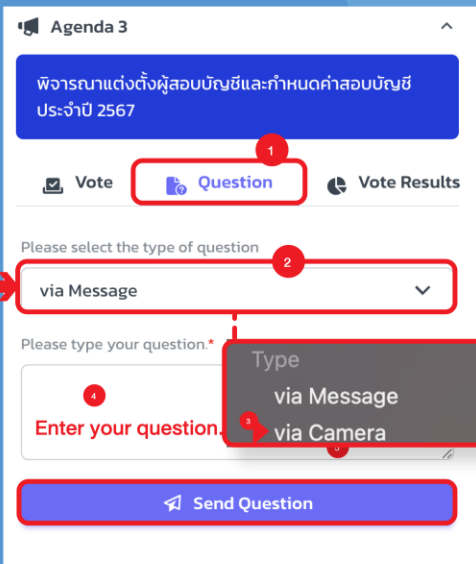 Agenda 3
พิจารณาแต่งตั้งผู้สอบบัญชีและกำหนดค่าสอบบัญชี
ประจำปี 2567
1
Vote
Question
Vote Results
Please select the type of question
2
via Message
Please type your question.*
Type
via Message
3
via Camera
4
Enter your question.
5
Send Question